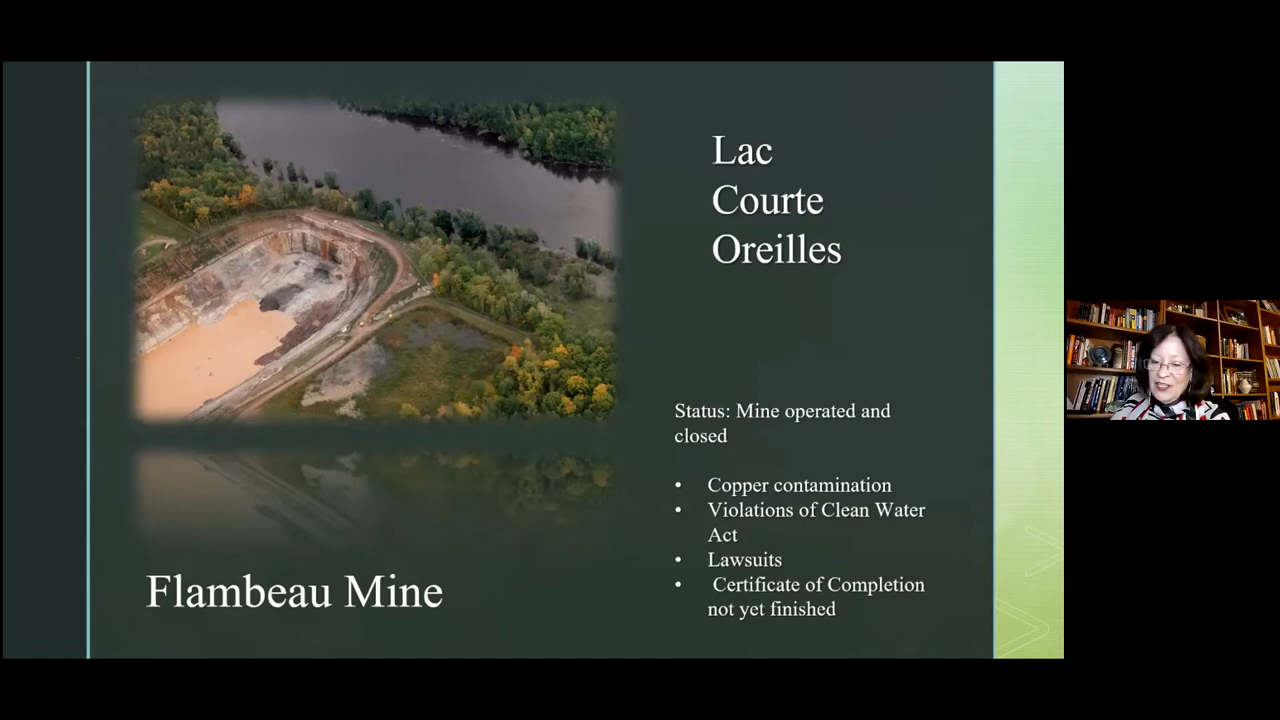 Lac
Courte
Oreilles
Status: Mine operated and
closed
• Copper contamination
• Violations of Clean Water
Act
• Lawsuits
• Certificate of Completion
not yet finished
Flambeau Mine